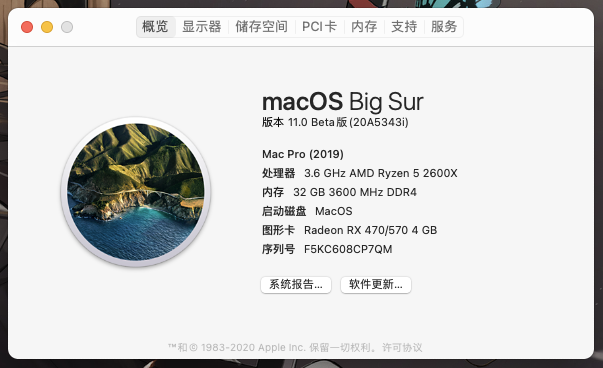 概览 显示器 储存空间 PCI卡 内存 支持 服务
macOS Big Sur
版本 11.0 Beta版 (20A5343i)
Mac Pro (2019)
处理器 3.6 GHz AMD Ryzen 5 2600X
内存 32 GB 3600 MHz DDR4
启动磁盘 MacOS
图形卡 Radeon RX 470/570 4 GB
序列号 F5KC608CP7QM
系统报告... 软件更新...
™和© 1983-2020 Apple Inc. 保留一切权利。许可协议